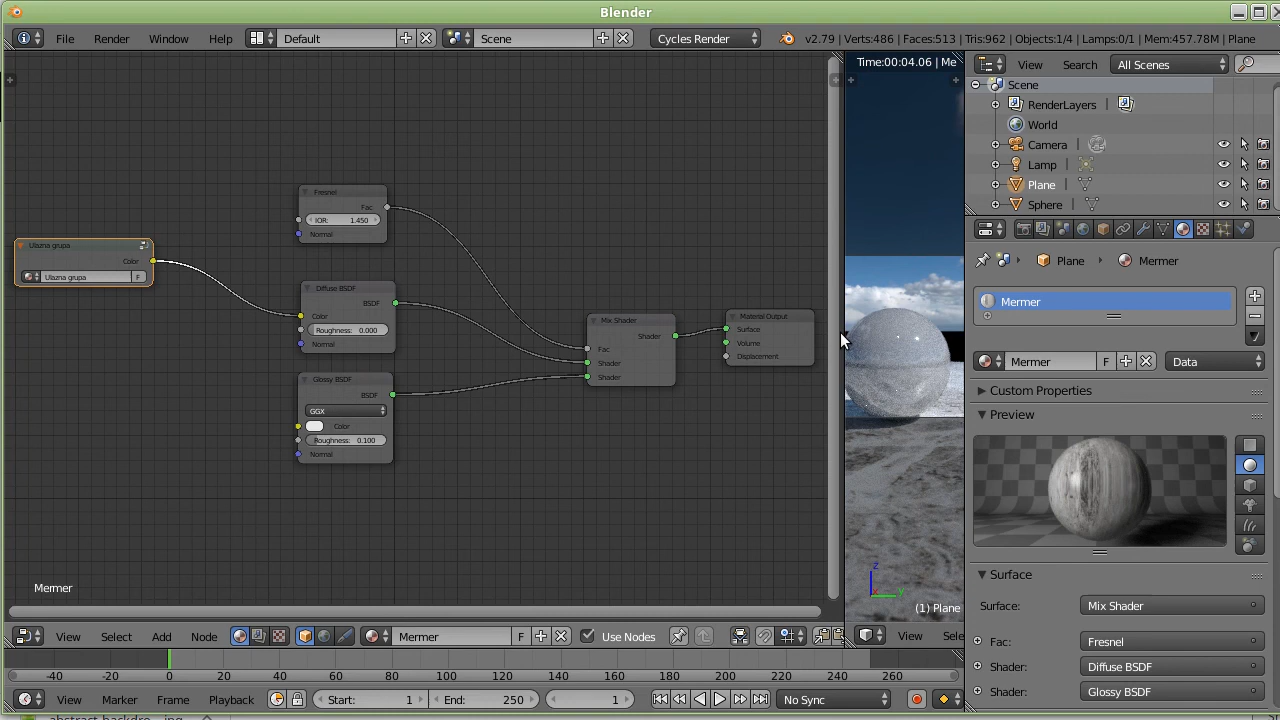 Blender
File Render Window Help Default Scene Cycles Render v2.79 | Verts:486 | Faces:513 | Tris:962 | Objects:1/4 | Lamps:0/1 | Mem:457.78M | Plane
Time:00:04.06 | Me
View Search All Scenes
Scene
RenderLayers
World
Camera
Lamp
Plane
Sphere
Fresnel
Fac
IOR: 1.450
Normal
Ulazna grupa
Color
Ulazna grupa F
Diffuse BSDF
BSDF
Color
Roughness: 0.000
Normal
Glossy BSDF
BSDF
GGX
Color
Roughness: 0.100
Normal
Mix Shader
Shader
Fac
Shader
Shader
Material Output
Surface
Volume
Displacement
Mermer
z
y
(1) Plane
Plane Mermer
Mermer
Mermer F Data
Custom Properties
Preview
Surface
Surface: Mix Shader
Fac: Fresnel
Shader: Diffuse BSDF
Shader: Glossy BSDF
View Select Add Node Mermer F Use Nodes View Sele
-40 -20 0 20 40 60 80 100 120 140 160 180 200 220 240 260
View Marker Frame Playback Start: 1 End: 250 1 No Sync